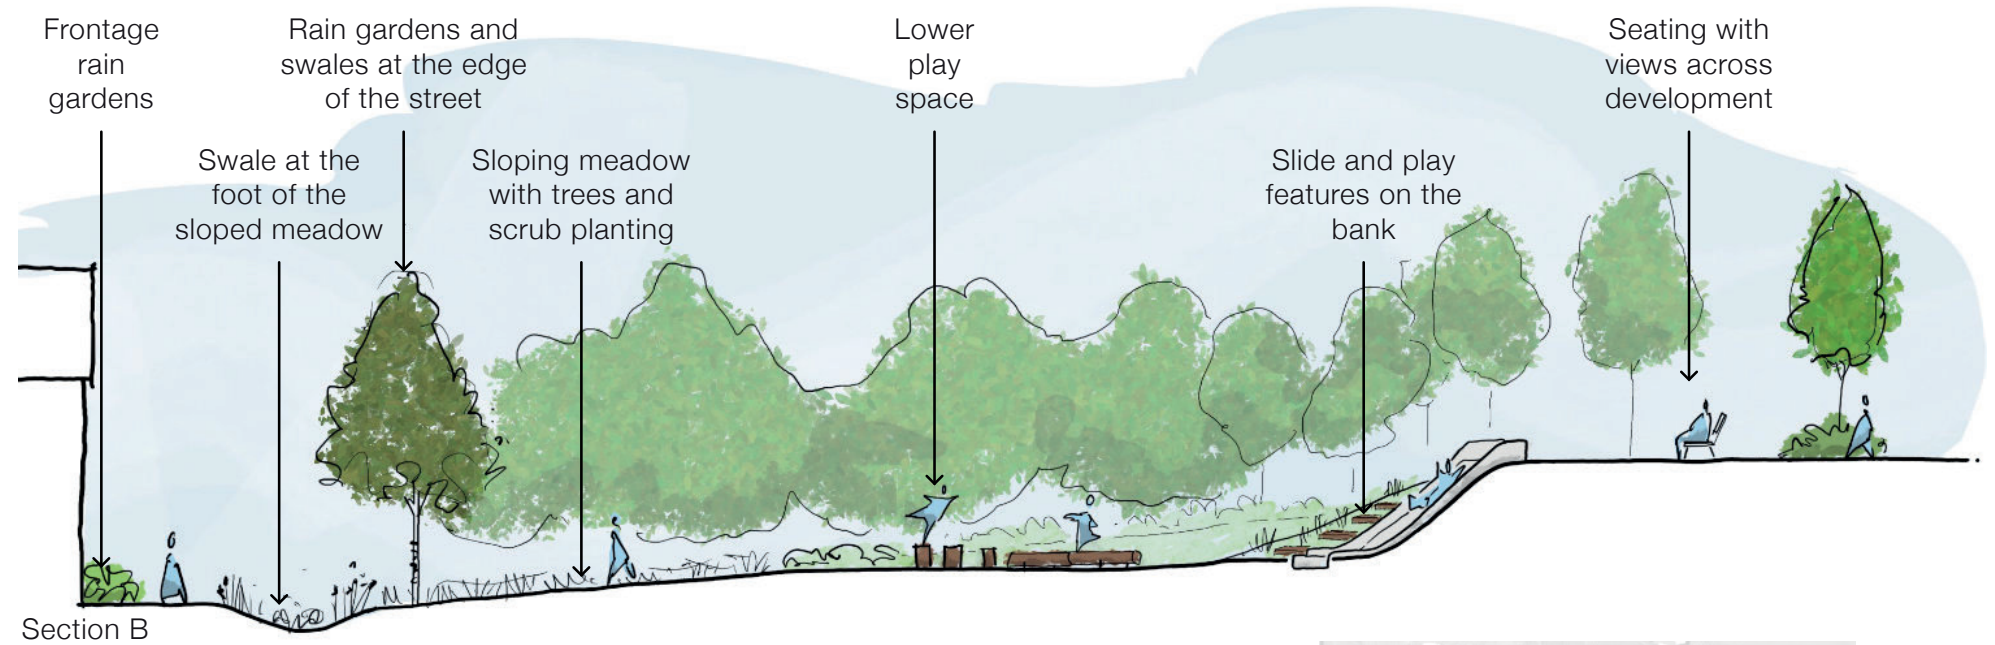 Frontage
rain
gardens
Rain gardens and
swales at the edge
of the street
Lower
play
space
Seating with
views across
development
Swale at the
foot of the
sloped meadow
Sloping meadow
with trees and
scrub planting
Slide and play
features on the
bank
Section B